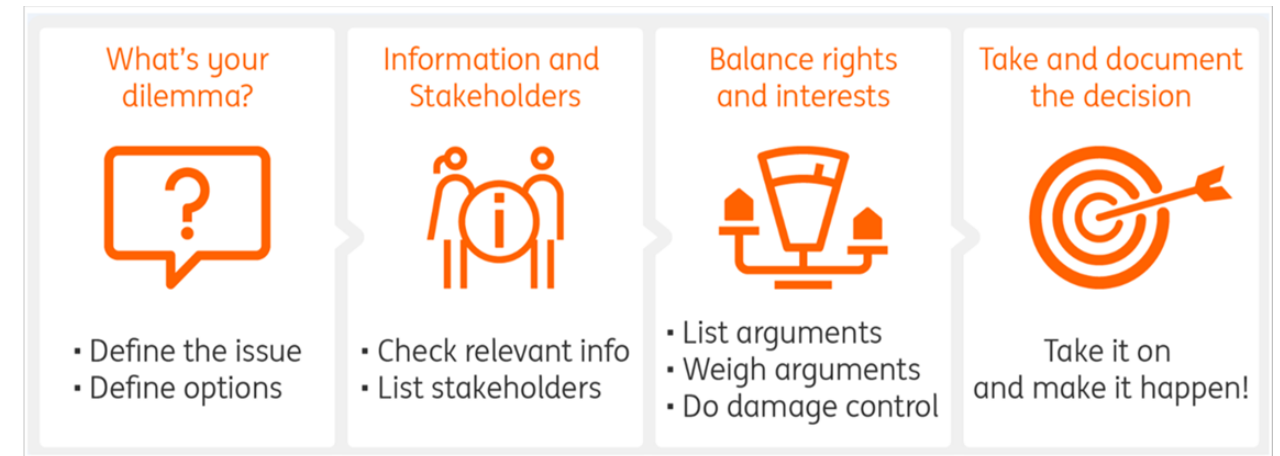 What's your
dilemma?
▪ Define the issue
▪ Define options
Information and
Stakeholders
i
▪ Check relevant info
▪ List stakeholders
Balance rights
and interests
▪ List arguments
▪ Weigh arguments
▪ Do damage control
Take and document
the decision
Take it on
and make it happen!